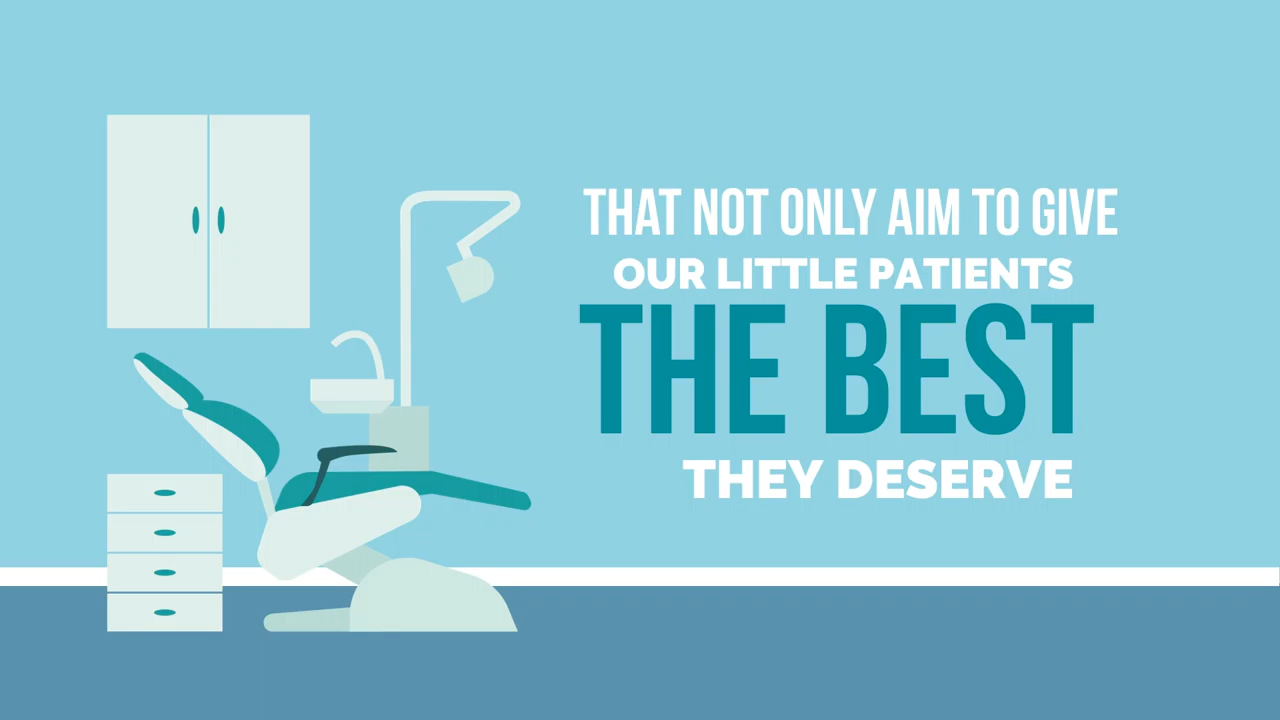 THAT NOT ONLY AIM TO GIVE
OUR LITTLE PATIENTS
THE BEST
THEY DESERVE